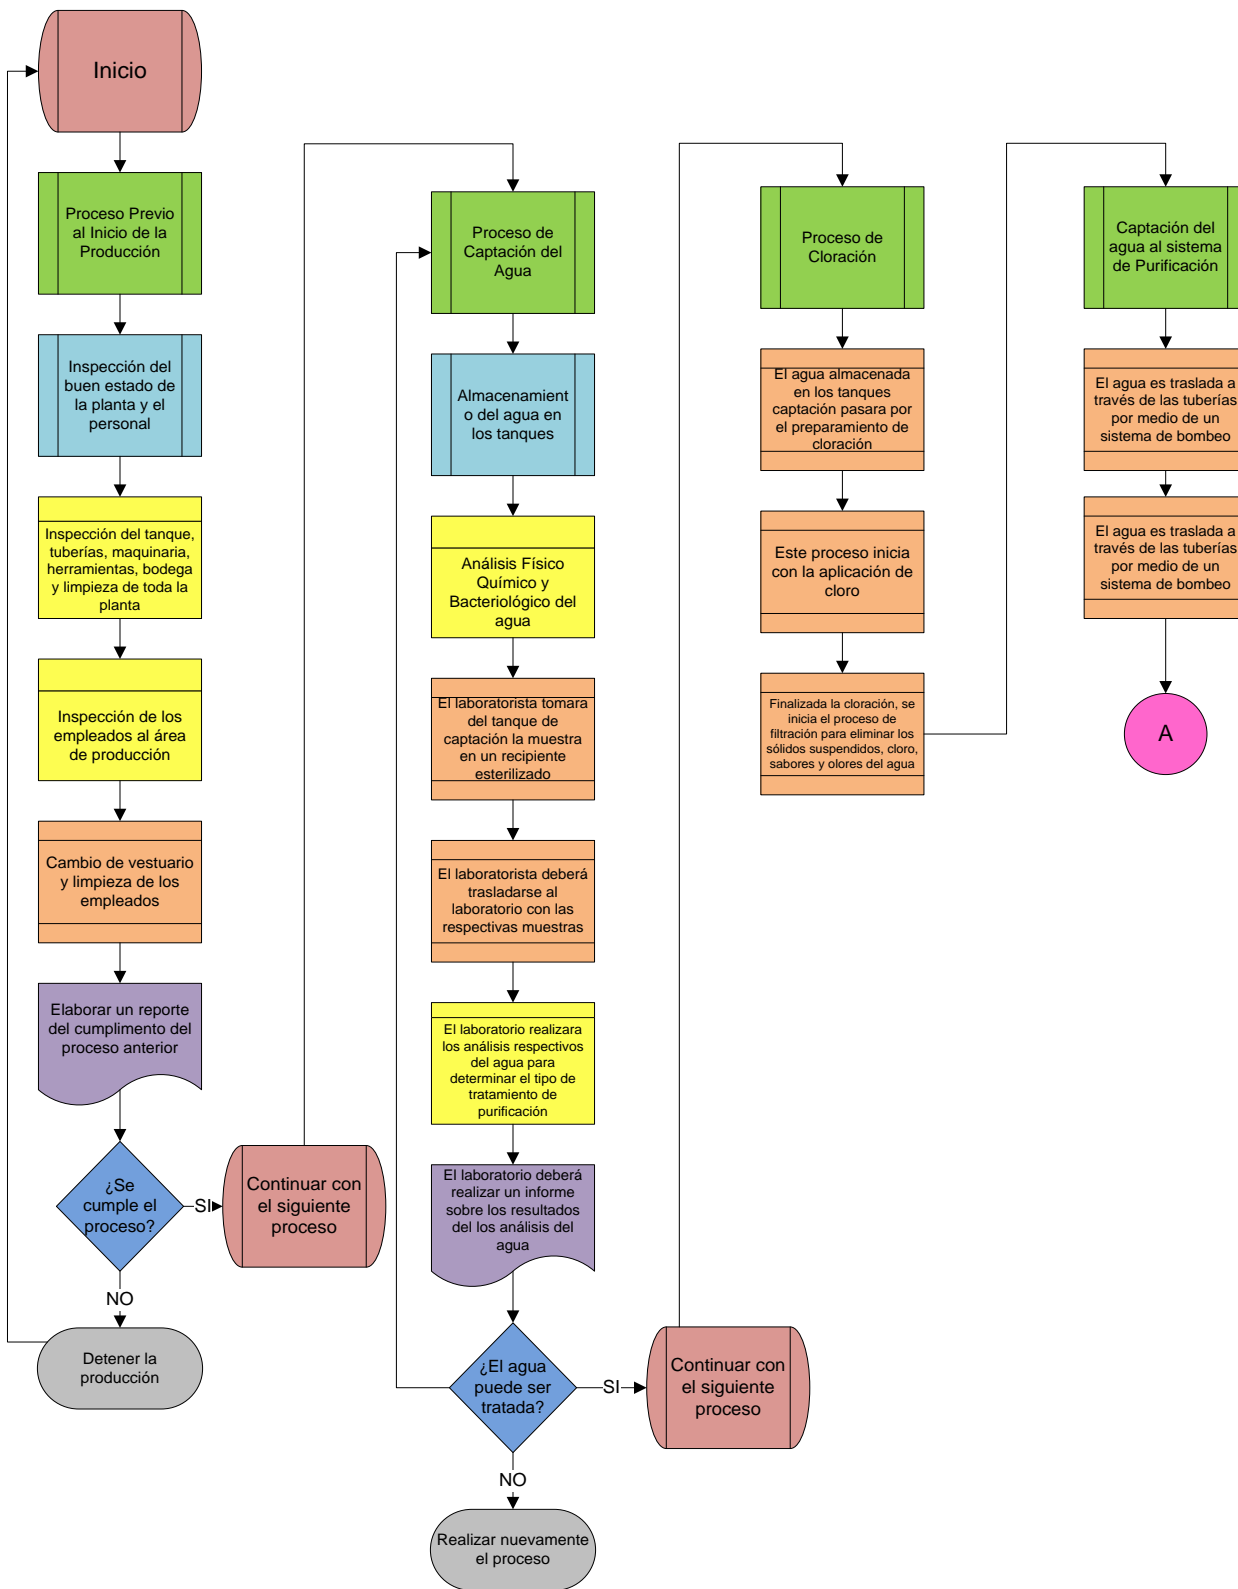 Inicio
Proceso Previo
al Inicio de la
Producción
Inspección del
buen estado de
la planta y el
personal
Inspección del tanque,
tuberías, maquinaria,
herramientas, bodega
y limpieza de toda la
planta
Inspección de los
empleados al área de
producción
Cambio de vestuario
y limpieza de los
empleados
Elaborar un reporte
del cumplimento del
proceso anterior
¿Se
cumple el
proceso?
SI
Continuar con
el siguiente
proceso
NO
Detener la
producción
Proceso de
Captación del
Agua
Almacenamient
o del agua en
los tanques
Análisis Físico
Químico y
Bacteriológico del
agua
El laboratorista tomara
del tanque de
captación la muestra
en un recipiente
esterilizado
El laboratorista deberá
trasladarse al
laboratorio con las
respectivas muestras
El laboratorio realizara
los análisis respectivos
del agua para
determinar el tipo de
tratamiento de
purificación
El laboratorio deberá
realizar un informe
sobre los resultados
del los análisis del
agua
¿El agua
puede ser
tratada?
SI
Continuar con
el siguiente
proceso
NO
Realizar nuevamente
el proceso
Proceso de
Cloración
El agua almacenada
en los tanques
captación pasara por
el preparamiento de
cloración
Este proceso inicia
con la aplicación de
cloro
Finalizada la cloración, se
inicia el proceso de
filtración para eliminar los
sólidos suspendidos, cloro,
sabores y olores del agua
Captación del
agua al sistema
de Purificación
El agua es traslada a
través de las tuberías
por medio de un
sistema de bombeo
El agua es traslada a
través de las tuberías
por medio de un
sistema de bombeo
A